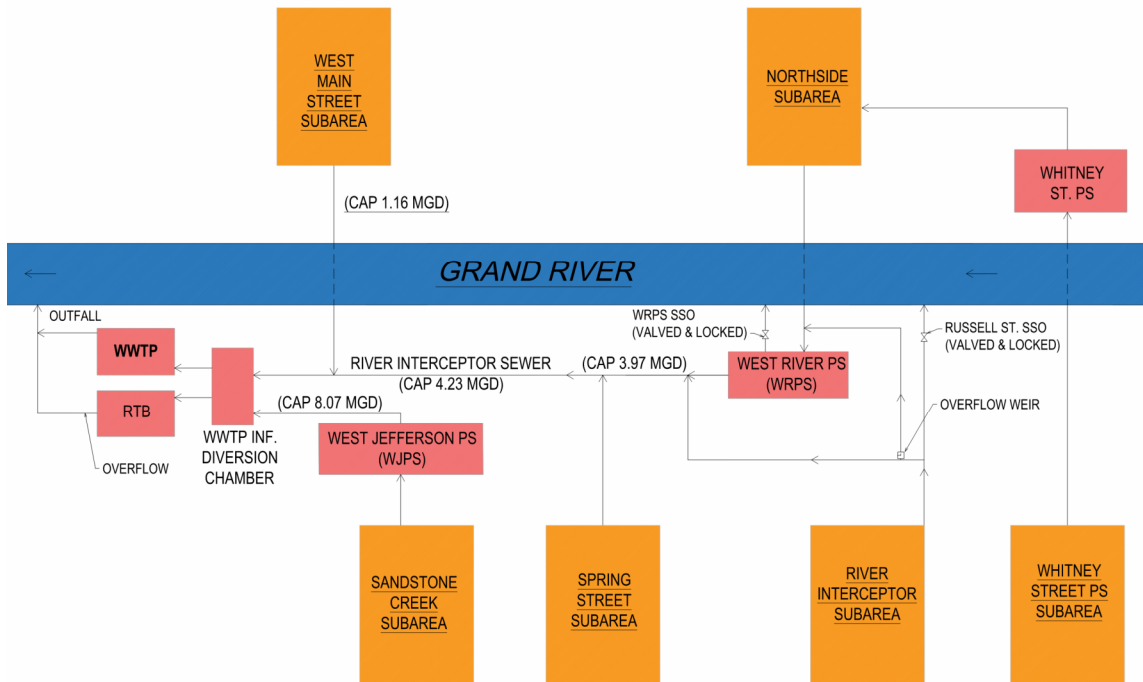 WEST
MAIN
STREET
SUBAREA
NORTHSIDE
SUBAREA
WHITNEY
ST. PS
(CAP 1.16 MGD)
GRAND RIVER
OUTFALL
WRPS SSO
(VALVED & LOCKED)
RUSSELL ST. SSO
(VALVED & LOCKED)
WWTP
RIVER INTERCEPTOR SEWER
(CAP 4.23 MGD)
(CAP 3.97 MGD)
WEST RIVER PS
(WRPS)
RTB
(CAP 8.07 MGD)
OVERFLOW WEIR
WEST JEFFERSON PS
(WJPS)
WWTP INF.
DIVERSION
CHAMBER
OVERFLOW
SANDSTONE
CREEK
SUBAREA
SPRING
STREET
SUBAREA
RIVER
INTERCEPTOR
SUBAREA
WHITNEY
STREET PS
SUBAREA